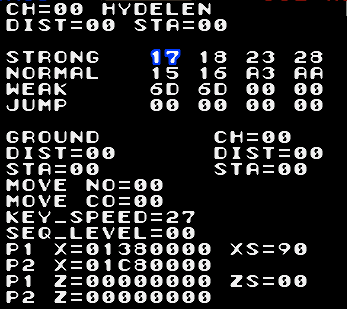 CH=00 HYDELEN
DIST=00 STA=00
STRONG 17 18 23 28
NORMAL 15 16 A3 AA
WEAK 6D 6D 00 00
JUMP 00 00 00 00
GROUND CH=00
DIST=00 DIST=00
STA=00 STA=00
MOVE NO=00
MOVE CO=00
KEY_SPEED=27
SEQ_LEVEL=00
P1 X=01380000 XS=90
P2 X=01C80000
P1 Z=00000000 ZS=00
P2 Z=00000000